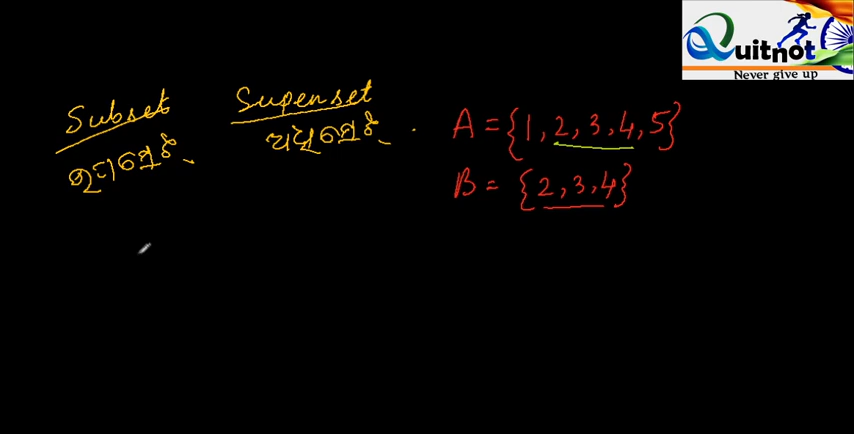 Quitnot
Never give up
Subset Superset
A = {1, 2, 3, 4, 5}
B = {2, 3, 4}